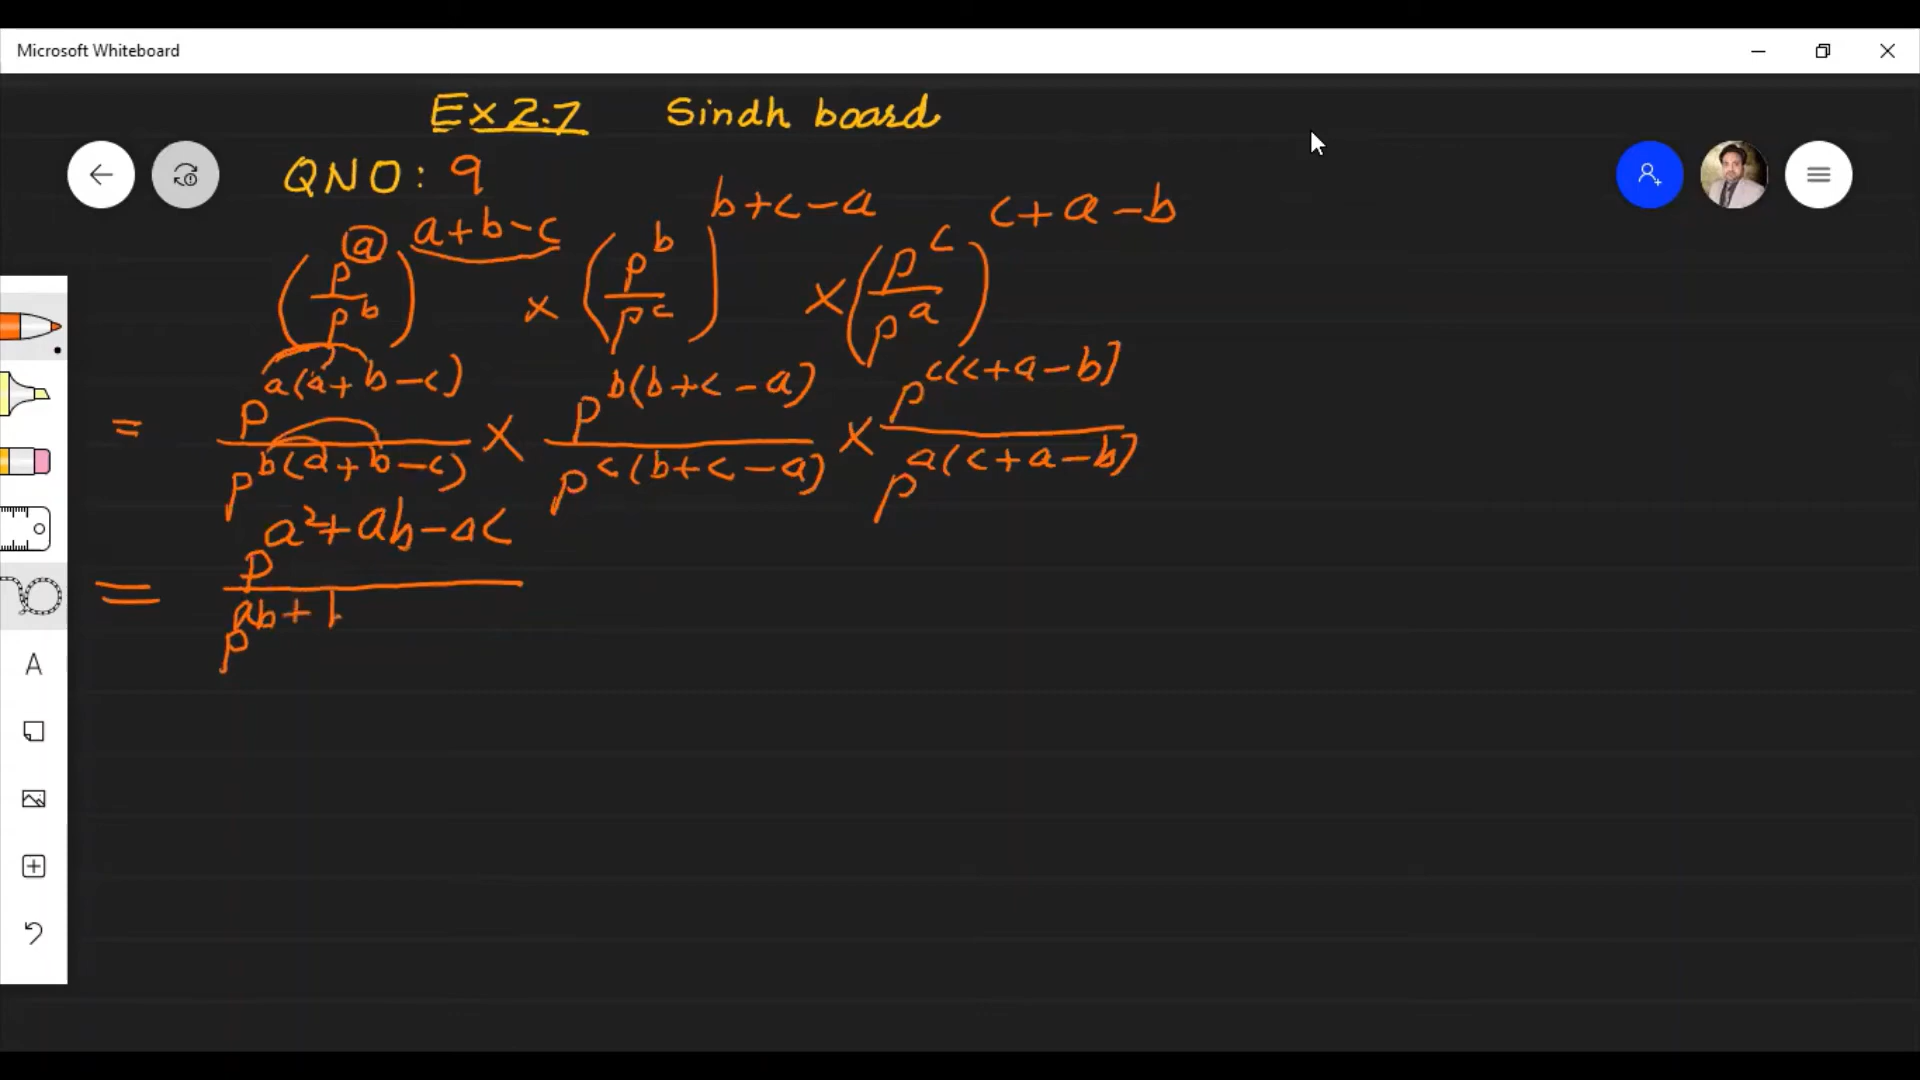 Microsoft Whiteboard
Ex 2.7 Sindh board
QNO: 9
(p^a/p^b)^(a+b-c) × (p^b/p^c)^(b+c-a) × (p^c/p^a)^(c+a-b)
= p^a(a+b-c)/p^b(a+b-c) × p^b(b+c-a)/p^c(b+c-a) × p^c(c+a-b)/p^a(c+a-b)
= p^(a²+ab-ac)/p^(ab+
A